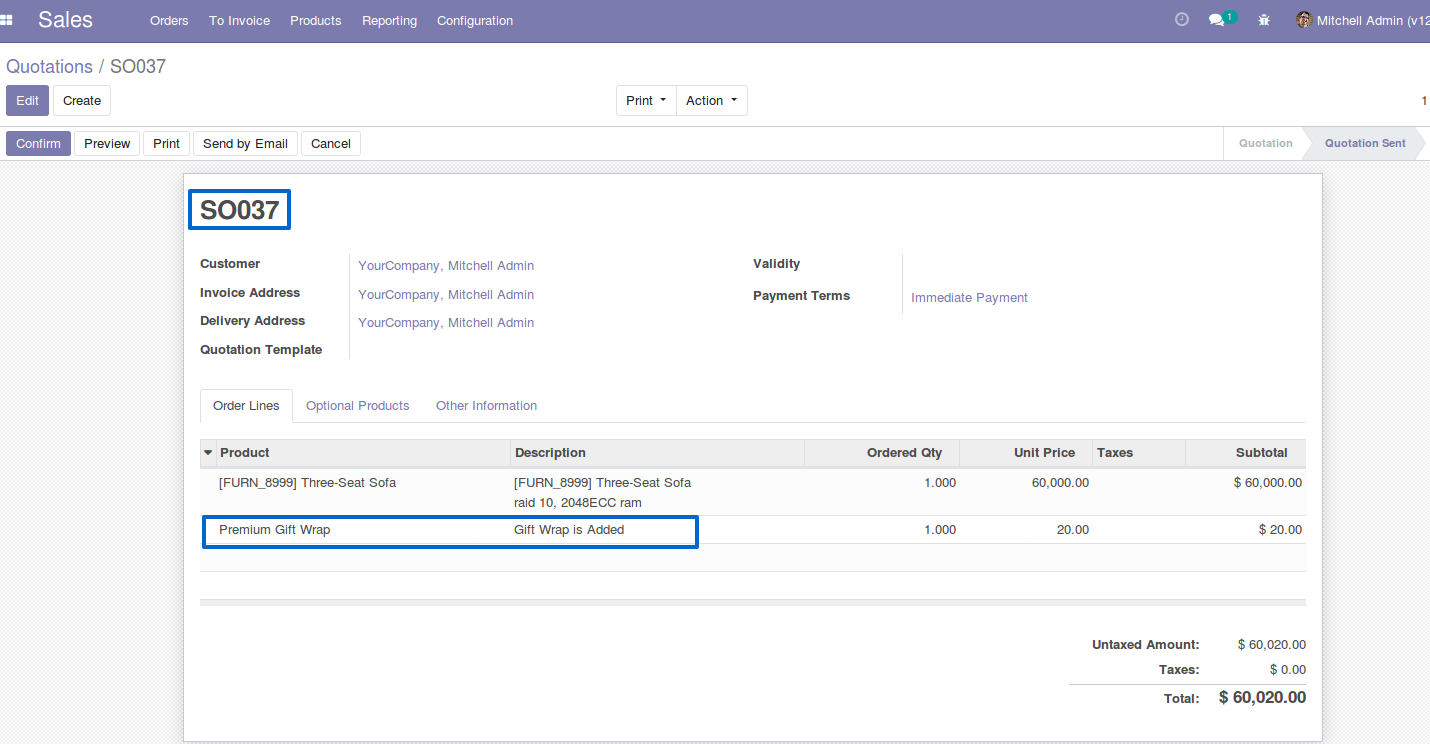 Sales Orders To Invoice Products Reporting Configuration 1 Mitchell Admin (v12
Quotations / SO037
Edit Create Print Action 1
Confirm Preview Print Send by Email Cancel Quotation Quotation Sent
SO037
Customer YourCompany, Mitchell Admin Validity
Invoice Address YourCompany, Mitchell Admin Payment Terms Immediate Payment
Delivery Address YourCompany, Mitchell Admin
Quotation Template
Order Lines Optional Products Other Information
Product Description Ordered Qty Unit Price Taxes Subtotal
[FURN_8999] Three-Seat Sofa [FURN_8999] Three-Seat Sofa 1.000 60,000.00 $ 60,000.00
raid 10, 2048ECC ram
Premium Gift Wrap Gift Wrap is Added 1.000 20.00 $ 20.00
Untaxed Amount: $ 60,020.00
Taxes: $ 0.00
Total: $ 60,020.00